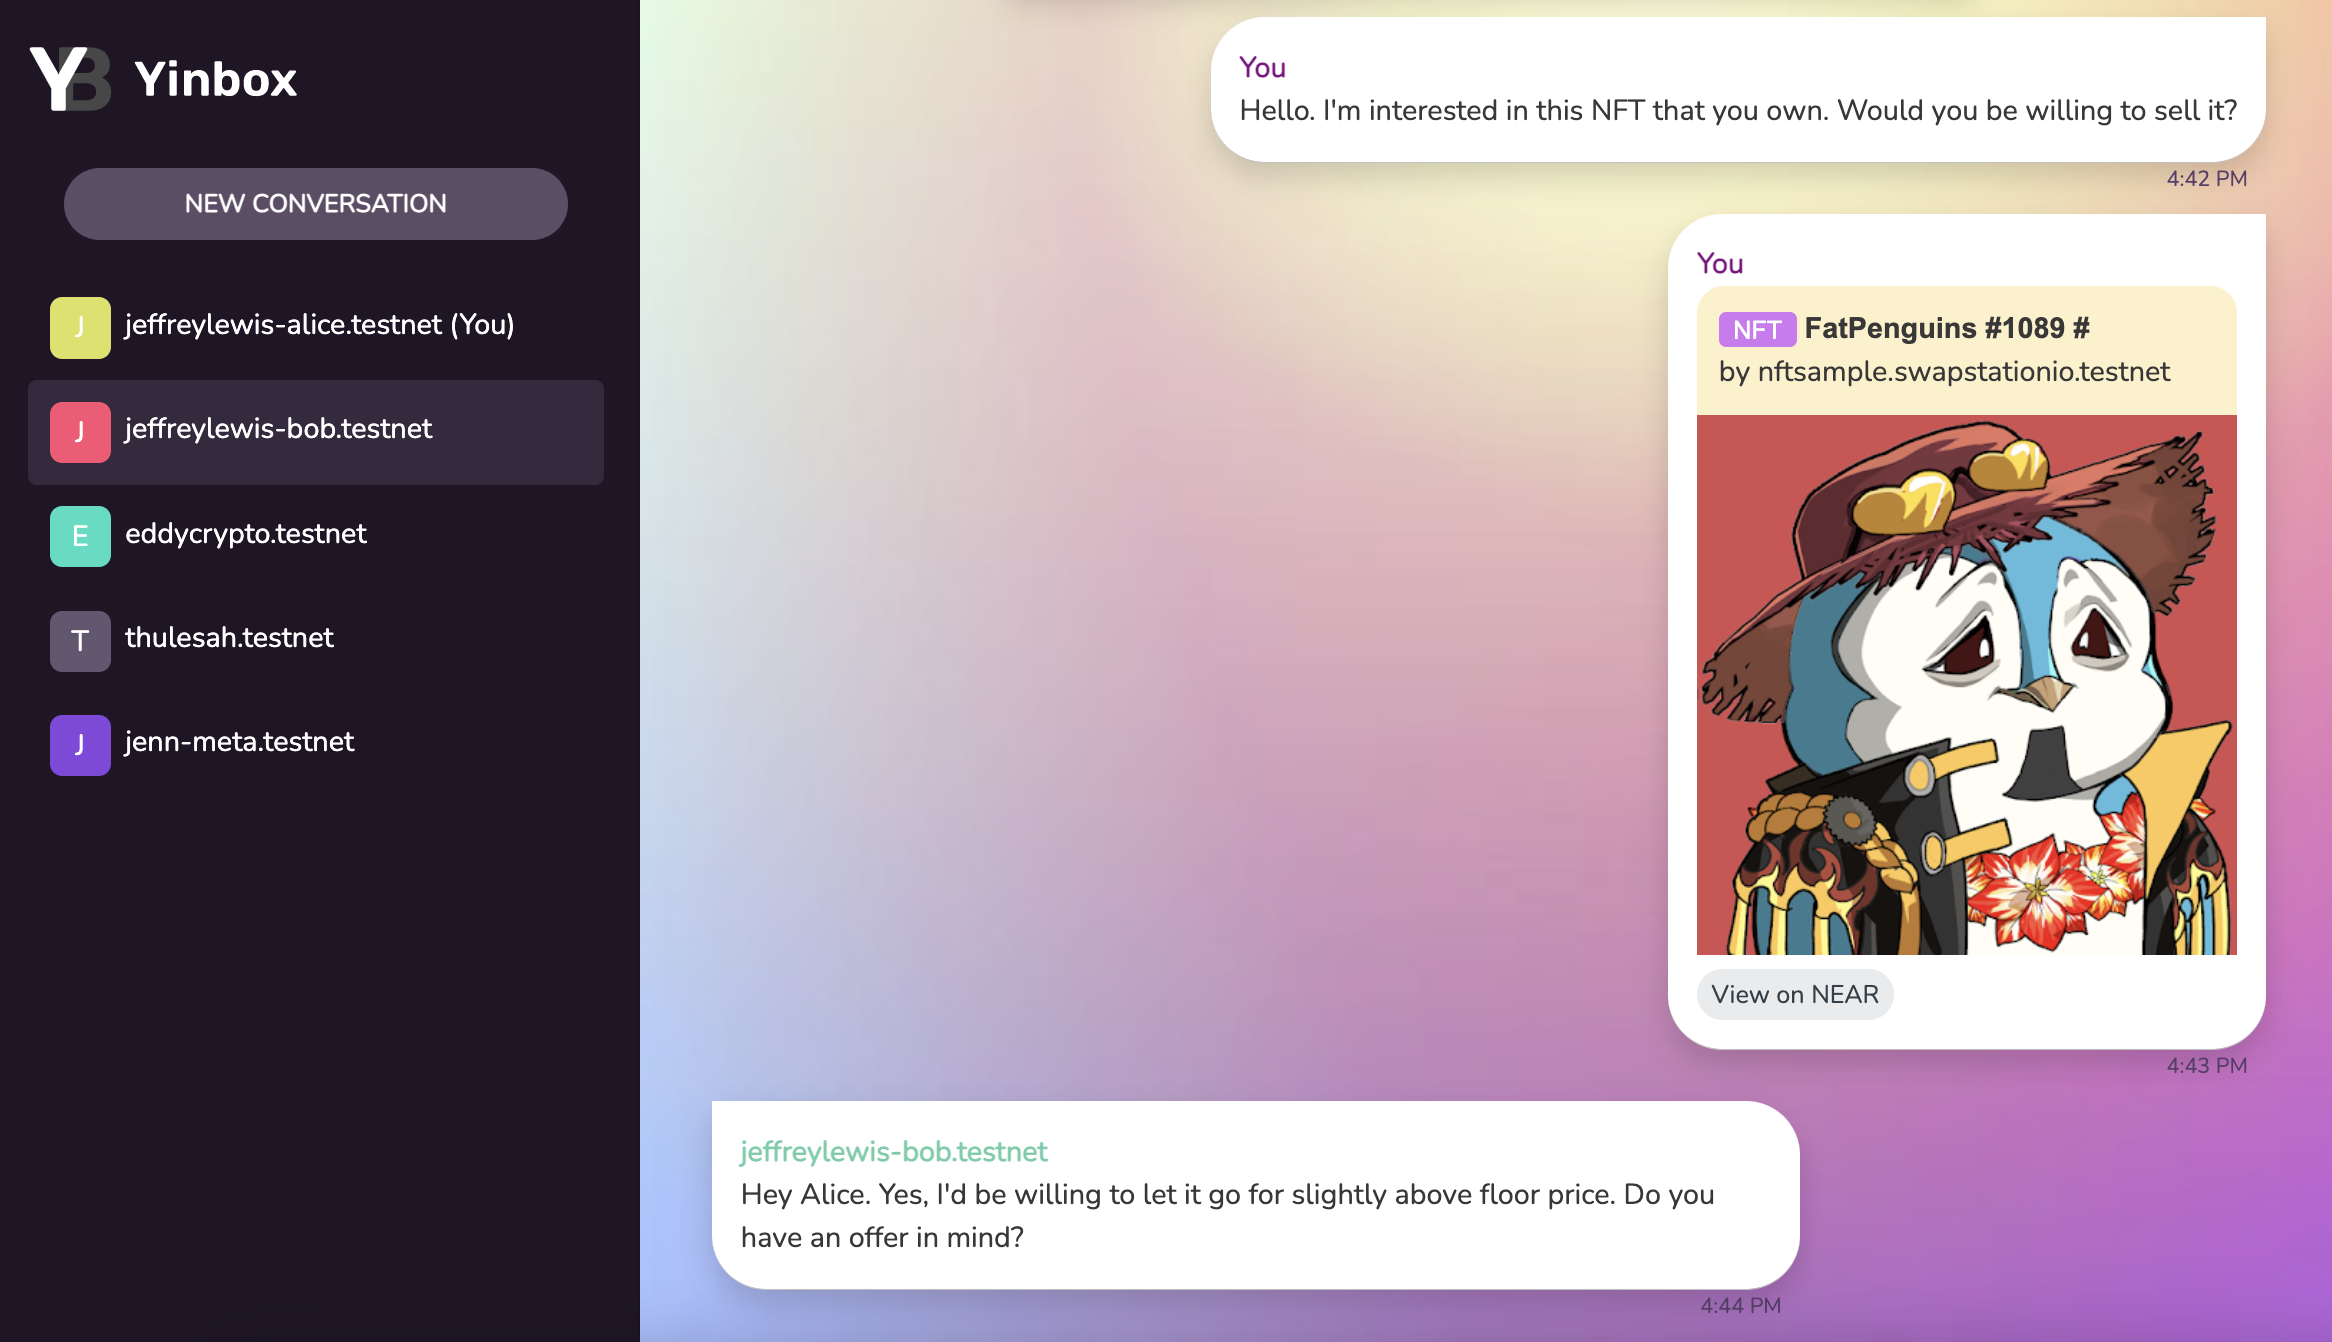 YB Yinbox
NEW CONVERSATION
J jeffreylewis-alice.testnet (You)
J jeffreylewis-bob.testnet
E eddycrypto.testnet
T thulesah.testnet
J jenn-meta.testnet
You
Hello. I'm interested in this NFT that you own. Would you be willing to sell it?
4:42 PM
You
NFT FatPenguins #1089 #
by nftsample.swapstationio.testnet
View on NEAR
4:43 PM
jeffreylewis-bob.testnet
Hey Alice. Yes, I'd be willing to let it go for slightly above floor price. Do you
have an offer in mind?
4:44 PM